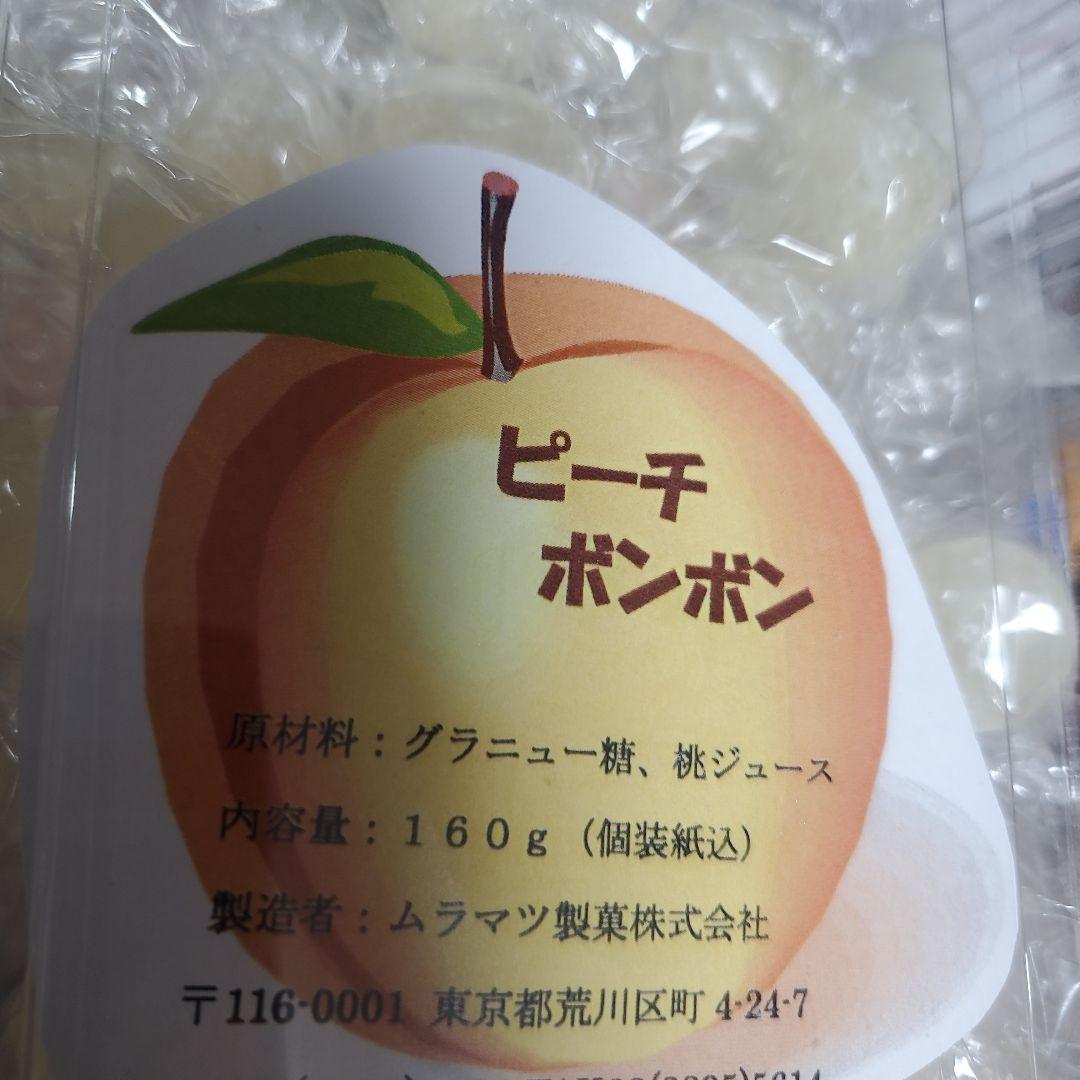 ピーチ
ボンボン
原材料：グラニュー糖、桃ジュース
内容量：１６０ｇ（個装紙込）
製造者：ムラマツ製菓株式会社
〒116-0001 東京都荒川区町 4-24-7